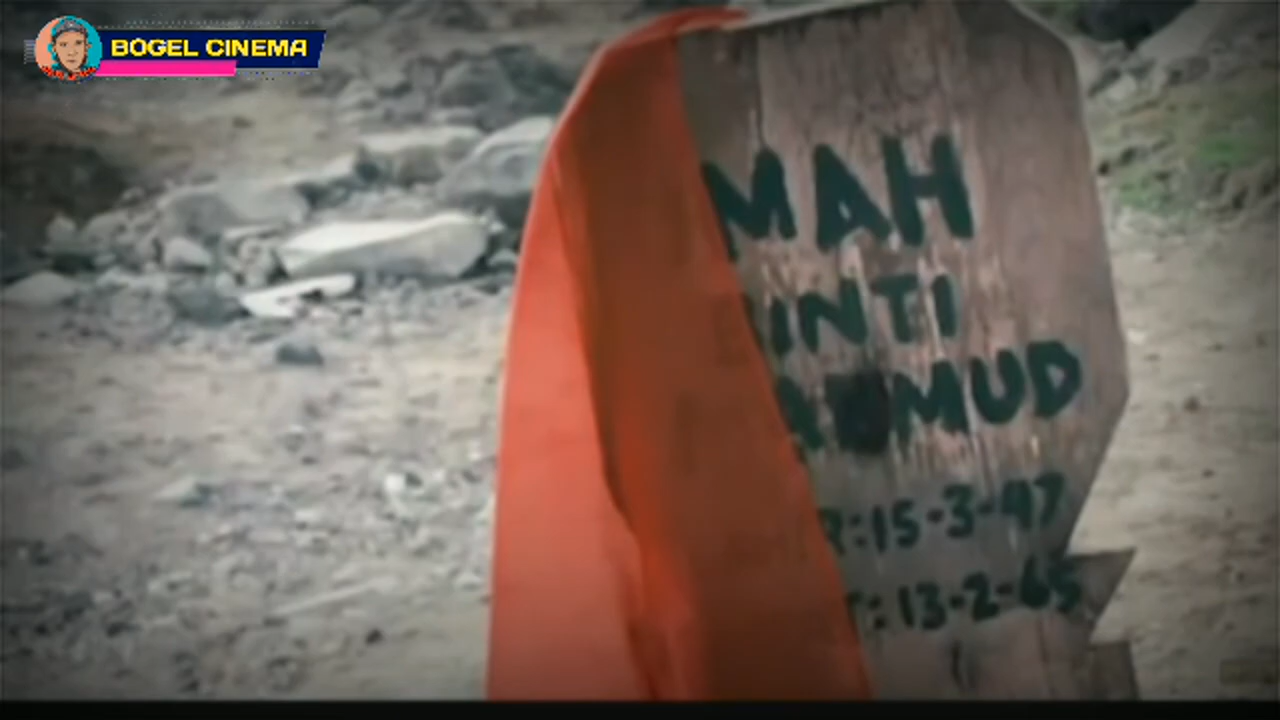 BOGEL CINEMA
MAH
INTI
MUD
R:15-3-47
T:13-2-65